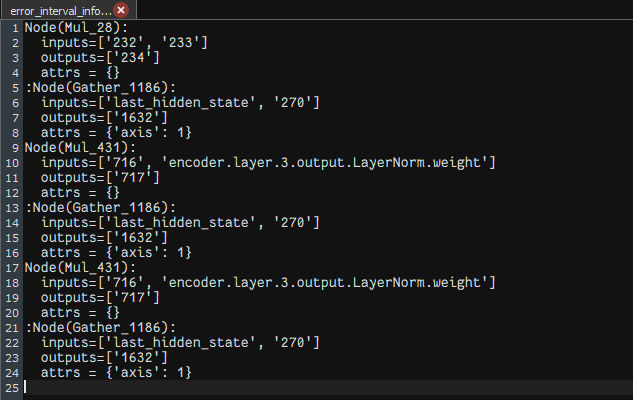 error_interval_info...
1 Node(Mul_28):
2   inputs=['232', '233']
3   outputs=['234']
4   attrs = {}
5 :Node(Gather_1186):
6   inputs=['last_hidden_state', '270']
7   outputs=['1632']
8   attrs = {'axis': 1}
9 Node(Mul_431):
10   inputs=['716', 'encoder.layer.3.output.LayerNorm.weight']
11   outputs=['717']
12   attrs = {}
13 :Node(Gather_1186):
14   inputs=['last_hidden_state', '270']
15   outputs=['1632']
16   attrs = {'axis': 1}
17 Node(Mul_431):
18   inputs=['716', 'encoder.layer.3.output.LayerNorm.weight']
19   outputs=['717']
20   attrs = {}
21 :Node(Gather_1186):
22   inputs=['last_hidden_state', '270']
23   outputs=['1632']
24   attrs = {'axis': 1}
25